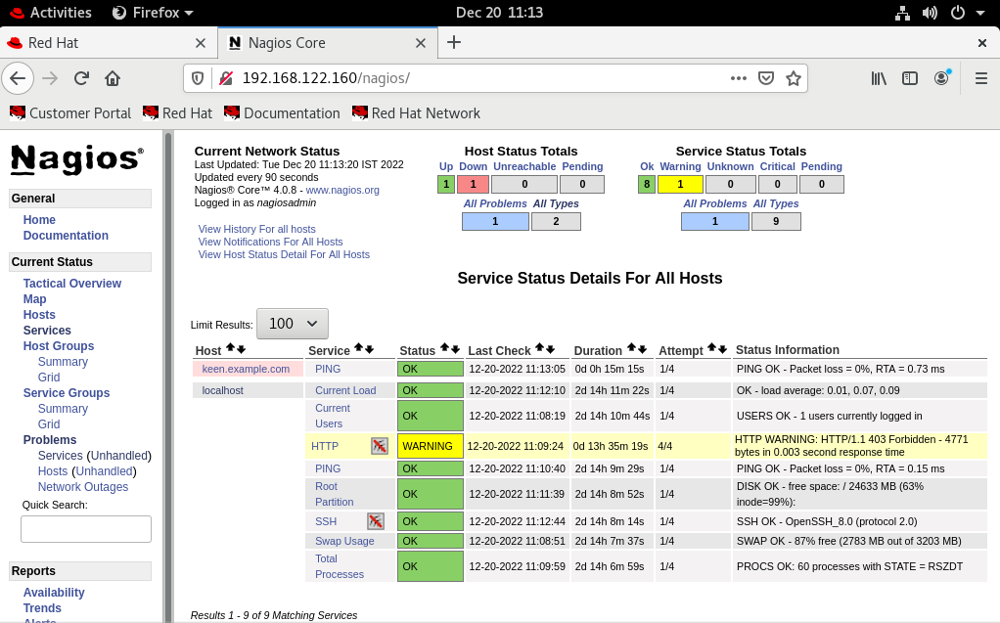 Activities Firefox Dec 20 11:13
Red Hat Nagios Core
192.168.122.160/nagios/
Customer Portal Red Hat Documentation Red Hat Network
Nagios®
General
Home
Documentation
Current Status
Tactical Overview
Map
Hosts
Services
Host Groups
Summary
Grid
Service Groups
Summary
Grid
Problems
Services (Unhandled)
Hosts (Unhandled)
Network Outages
Quick Search:
Reports
Availability
Trends
Alerts
Current Network Status
Last Updated: Tue Dec 20 11:13:20 IST 2022
Updated every 90 seconds
Nagios® Core™ 4.0.8 - www.nagios.org
Logged in as nagiosadmin
View History For all hosts
View Notifications For All Hosts
View Host Status Detail For All Hosts
Host Status Totals
Up Down Unreachable Pending
1 1 0 0
All Problems All Types
1 2
Service Status Totals
Ok Warning Unknown Critical Pending
8 1 0 0 0
All Problems All Types
1 9
Service Status Details For All Hosts
Limit Results: 100
Host Service Status Last Check Duration Attempt Status Information
keen.example.com PING OK 12-20-2022 11:13:05 0d 0h 15m 15s 1/4 PING OK - Packet loss = 0%, RTA = 0.73 ms
localhost Current Load OK 12-20-2022 11:12:10 2d 14h 11m 22s 1/4 OK - load average: 0.01, 0.07, 0.09
Current
Users OK 12-20-2022 11:08:19 2d 14h 10m 44s 1/4 USERS OK - 1 users currently logged in
HTTP WARNING 12-20-2022 11:09:24 0d 13h 35m 19s 4/4 HTTP WARNING: HTTP/1.1 403 Forbidden - 4771
bytes in 0.003 second response time
PING OK 12-20-2022 11:10:40 2d 14h 9m 29s 1/4 PING OK - Packet loss = 0%, RTA = 0.15 ms
Root
Partition OK 12-20-2022 11:11:39 2d 14h 8m 52s 1/4 DISK OK - free space: / 24633 MB (63%
inode=99%):
SSH OK 12-20-2022 11:12:44 2d 14h 8m 14s 1/4 SSH OK - OpenSSH_8.0 (protocol 2.0)
Swap Usage OK 12-20-2022 11:08:51 2d 14h 7m 37s 1/4 SWAP OK - 87% free (2783 MB out of 3203 MB)
Total
Processes OK 12-20-2022 11:09:59 2d 14h 6m 59s 1/4 PROCS OK: 60 processes with STATE = RSZDT
Results 1 - 9 of 9 Matching Services